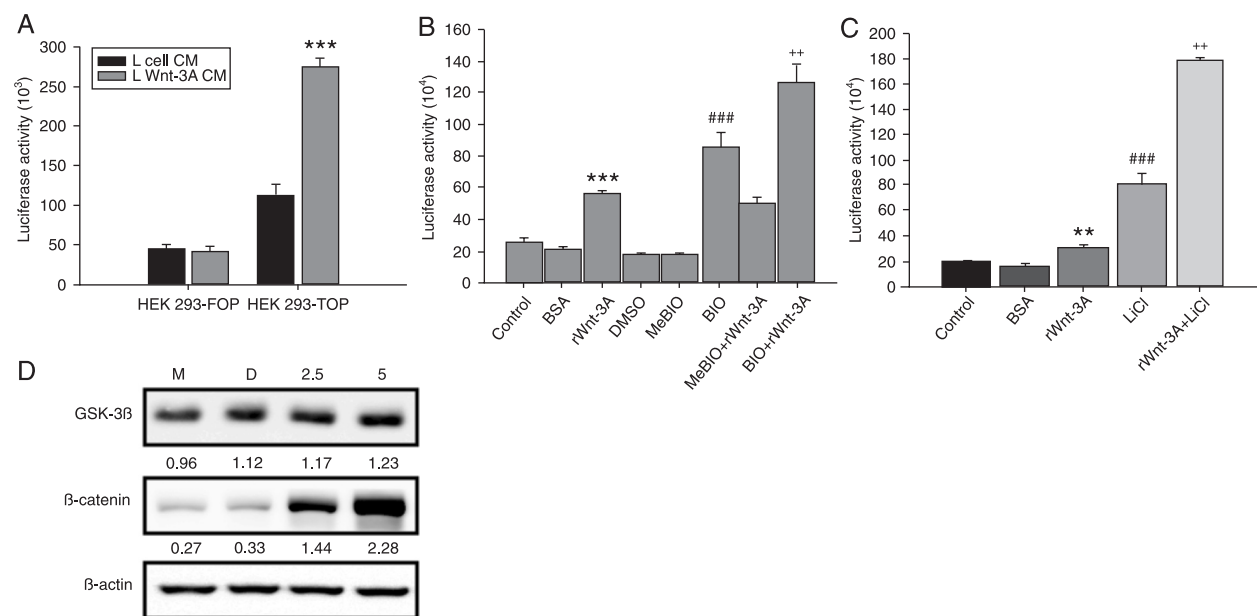 A
Luciferase activity (10³)
300
250
200
150
100
50
0
L cell CM
L Wnt-3A CM
***
HEK 293-FOP HEK 293-TOP
B
Luciferase activity (10⁴)
160
140
120
100
80
60
40
20
0
***
###
++
Control
BSA
rWnt-3A
DMSO
MeBIO
BIO
MeBIO+rWnt-3A
BIO+rWnt-3A
C
Luciferase activity (10⁴)
200
180
160
140
120
100
80
60
40
20
0
**
###
++
Control
BSA
rWnt-3A
LiCl
rWnt-3A+LiCl
D
M D 2.5 5
GSK-3ß
0.96 1.12 1.17 1.23
ß-catenin
0.27 0.33 1.44 2.28
ß-actin